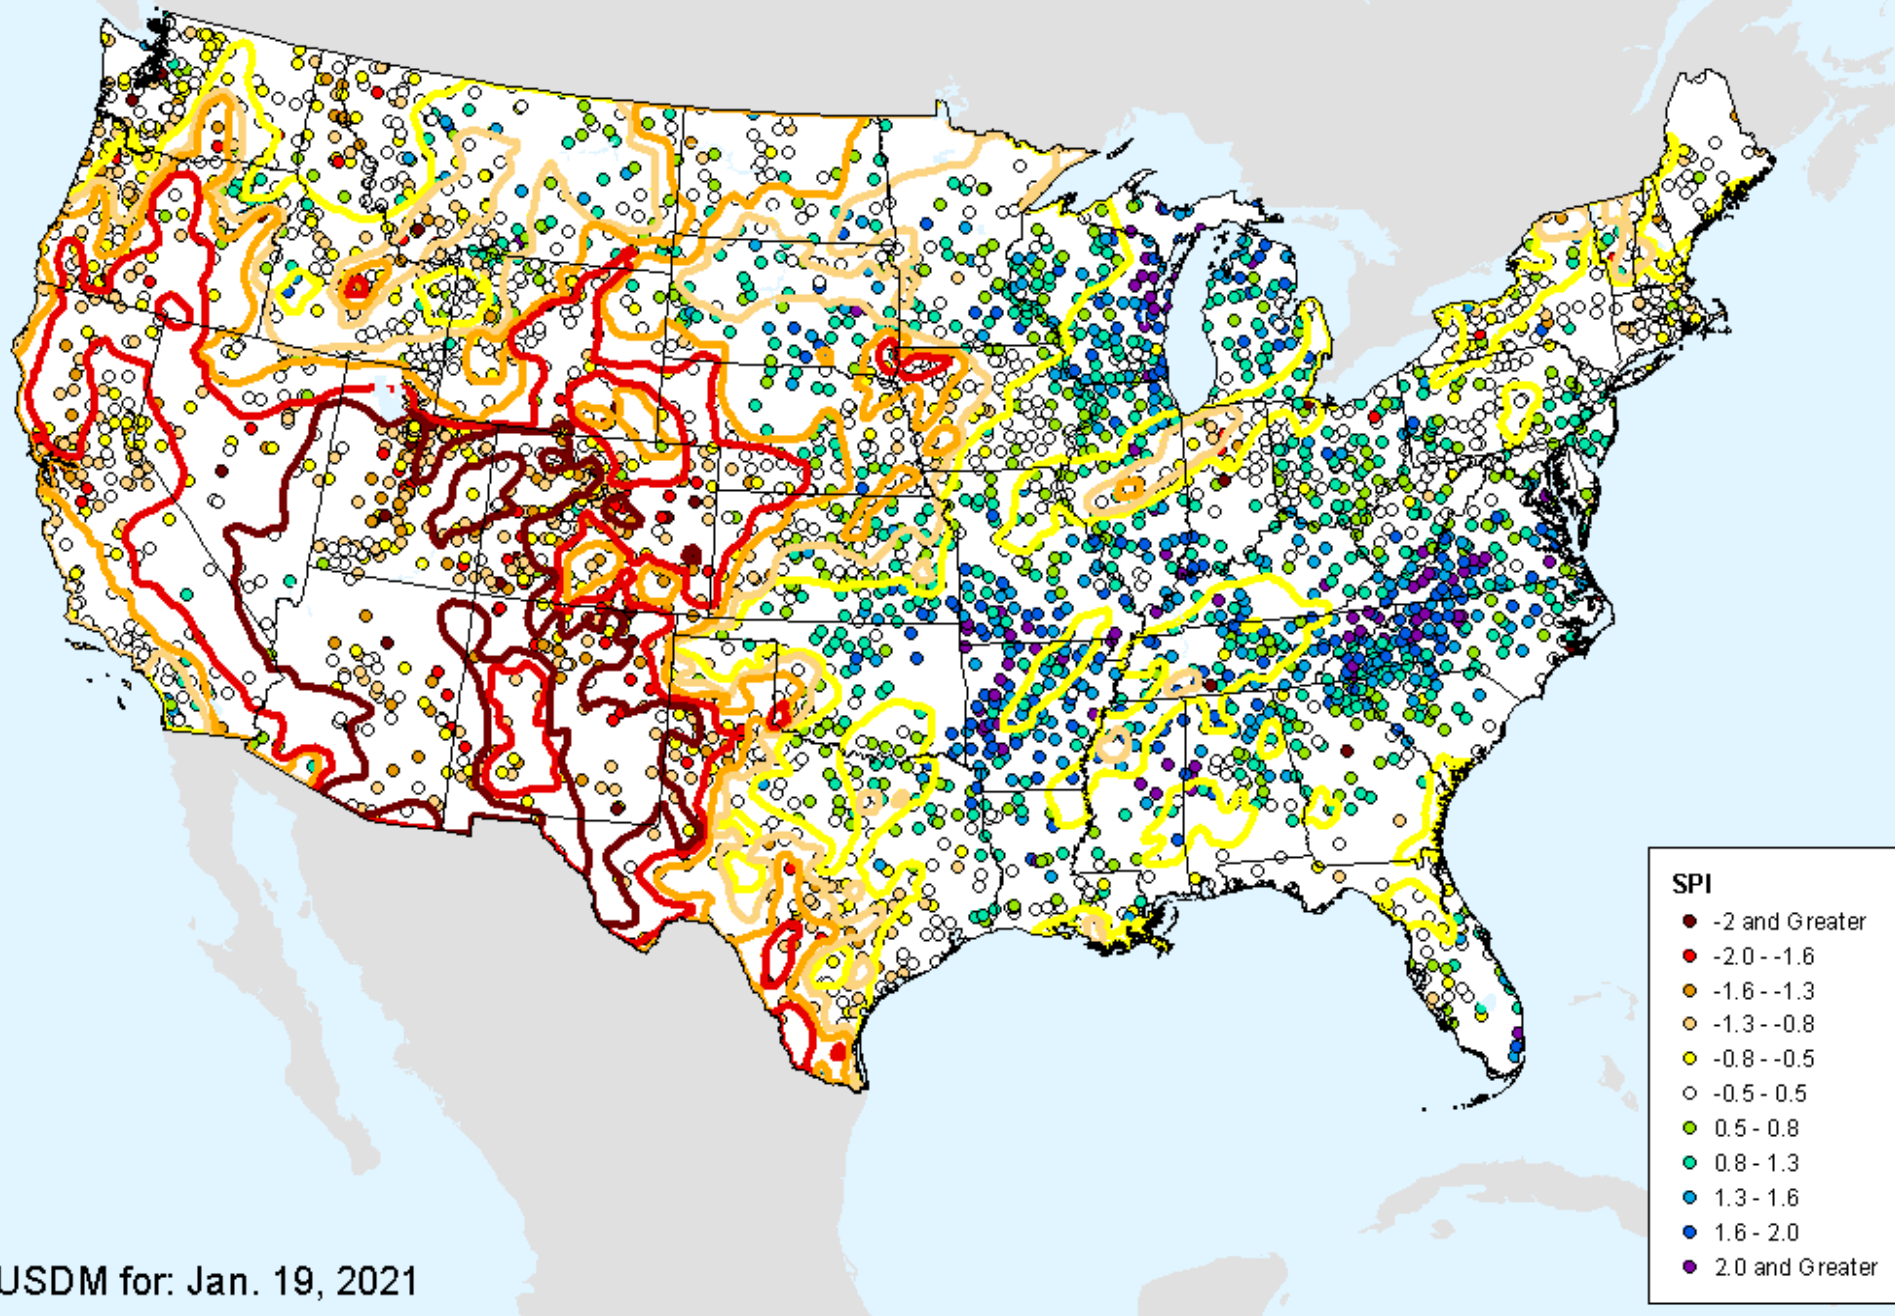 SPI
-2 and Greater
-2.0 - -1.6
-1.6 - -1.3
-1.3 - -0.8
-0.8 - -0.5
-0.5 - 0.5
0.5 - 0.8
0.8 - 1.3
1.3 - 1.6
1.6 - 2.0
2.0 and Greater
USDM for: Jan. 19, 2021